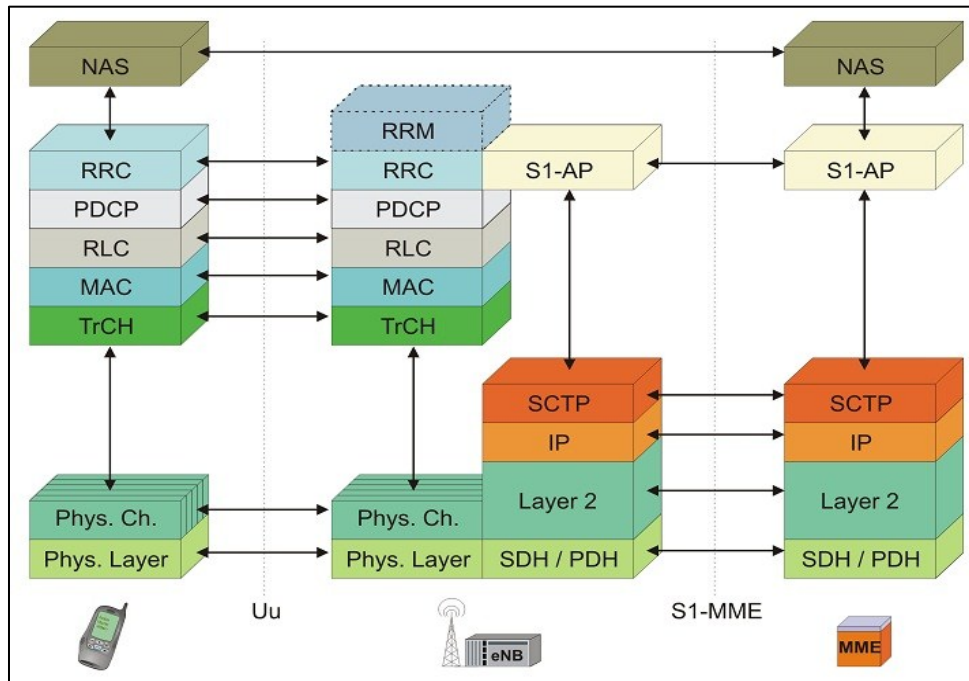 NAS
NAS
RRM
RRC
RRC
S1-AP
S1-AP
PDCP
PDCP
RLC
RLC
MAC
MAC
TrCH
TrCH
SCTP
SCTP
IP
IP
Phys. Ch.
Phys. Ch.
Layer 2
Layer 2
Phys. Layer
Phys. Layer
SDH / PDH
SDH / PDH
Uu
S1-MME
eNB
MME